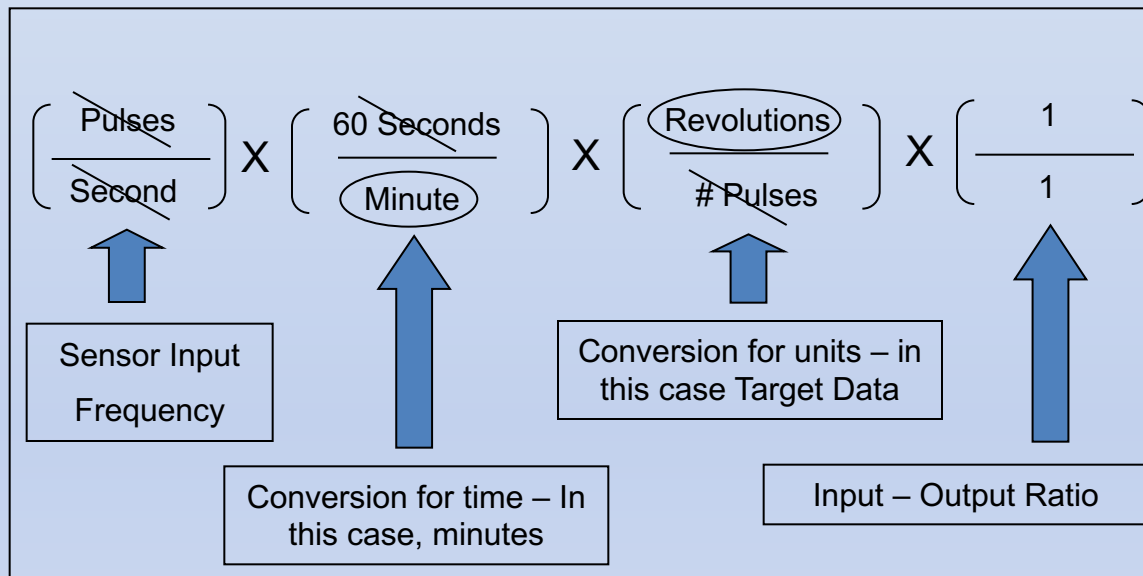 Pulses X 60 Seconds X Revolutions X 1
Second Minute # Pulses 1
Sensor Input
Frequency
Conversion for units – in
this case Target Data
Conversion for time – In
this case, minutes
Input – Output Ratio